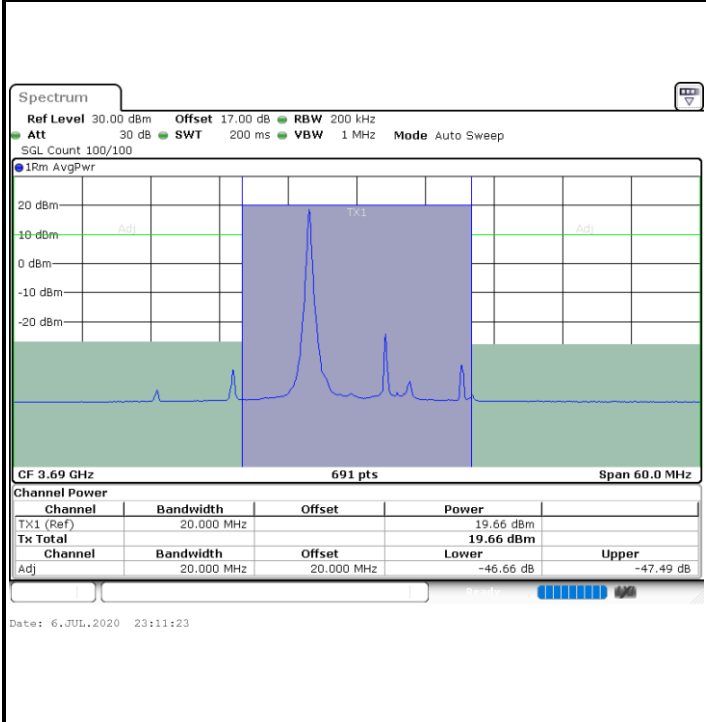 Spectrum
Ref Level 30.00 dBm Offset 17.00 dB RBW 200 kHz
Att 30 dB SWT 200 ms VBW 1 MHz Mode Auto Sweep
SGL Count 100/100
1Rm AvgPwr
20 dBm
TX1
Adj
Adj
10 dBm
0 dBm
-10 dBm
-20 dBm
CF 3.69 GHz 691 pts Span 60.0 MHz
Channel Power
Channel Bandwidth Offset Power
TX1 (Ref) 20.000 MHz 19.66 dBm
Tx Total 19.66 dBm
Channel Bandwidth Offset Lower Upper
Adj 20.000 MHz 20.000 MHz -46.66 dB -47.49 dB
Ready
Date: 6.JUL.2020 23:11:23